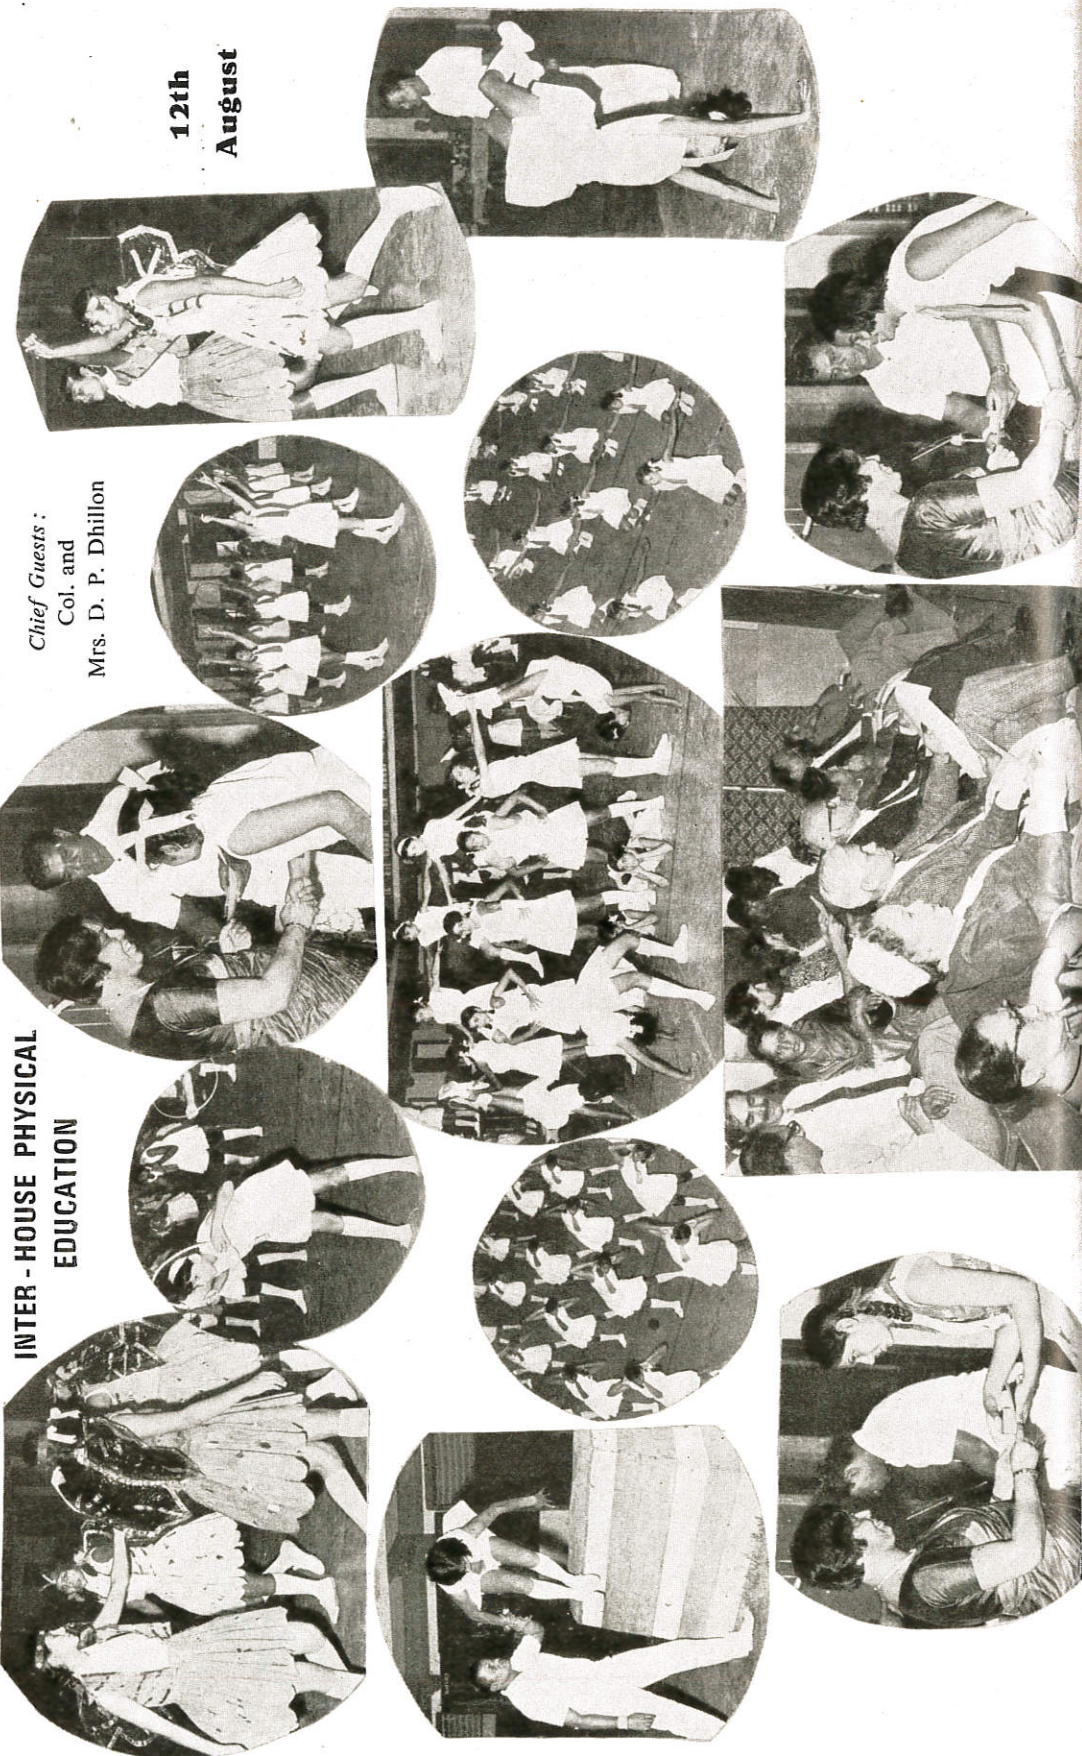 INTER-HOUSE PHYSICAL
EDUCATION
Chief Guests :
Col. and
Mrs. D. P. Dhillon
12th
August